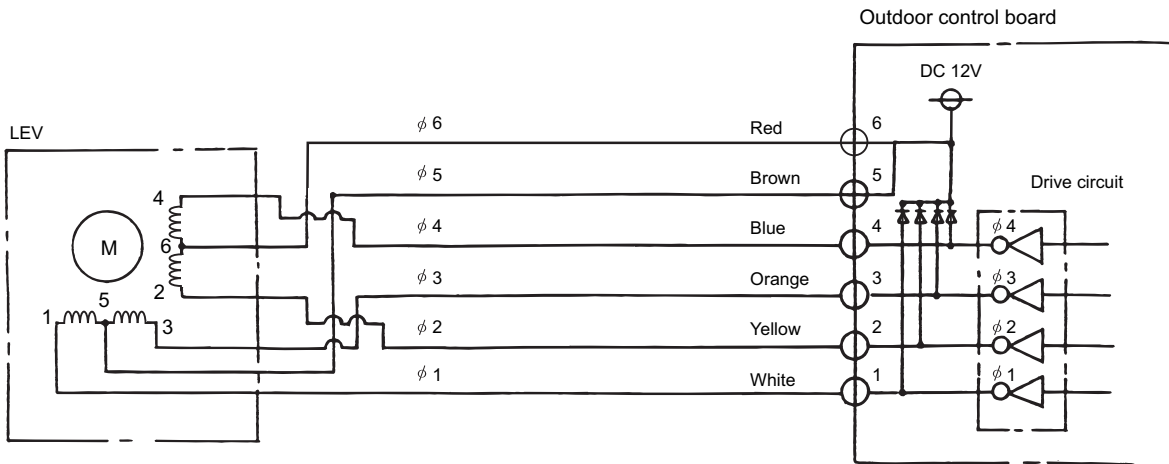 Outdoor control board
DC 12V
LEV
ϕ 6 Red 6
ϕ 5 Brown 5
Drive circuit
4
ϕ 4 Blue 4 ϕ 4
M 6
2
ϕ 3 Orange 3 ϕ 3
5
1 3
ϕ 2 Yellow 2 ϕ 2
ϕ 1 White 1 ϕ 1